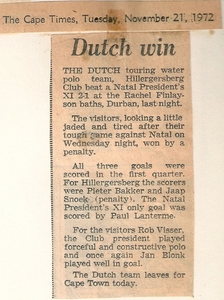 The Cape Times, Tuesday, November 21, 1972
Dutch win
THE DUTCH touring water
polo team, Hillergersberg
Club beat a Natal President's
XI 2-1 at the Rachel Finlay-
son baths, Durban, last night.
The visitors, looking a little
jaded and tired after their
tough game against Natal on
Wednesday night, won by a
penalty.
All three goals were
scored in the first quarter.
For Hillergersberg the scorers
were Pieter Bakker and Jaap
Snoek (penalty). The Natal
President's XI only goal was
scored by Paul Lanterme.
For the visitors Rob Visser,
the Club president played
forceful and constructive polo
and once again Jan Blonk
played well in goal.
The Dutch team leaves for
Cape Town today.